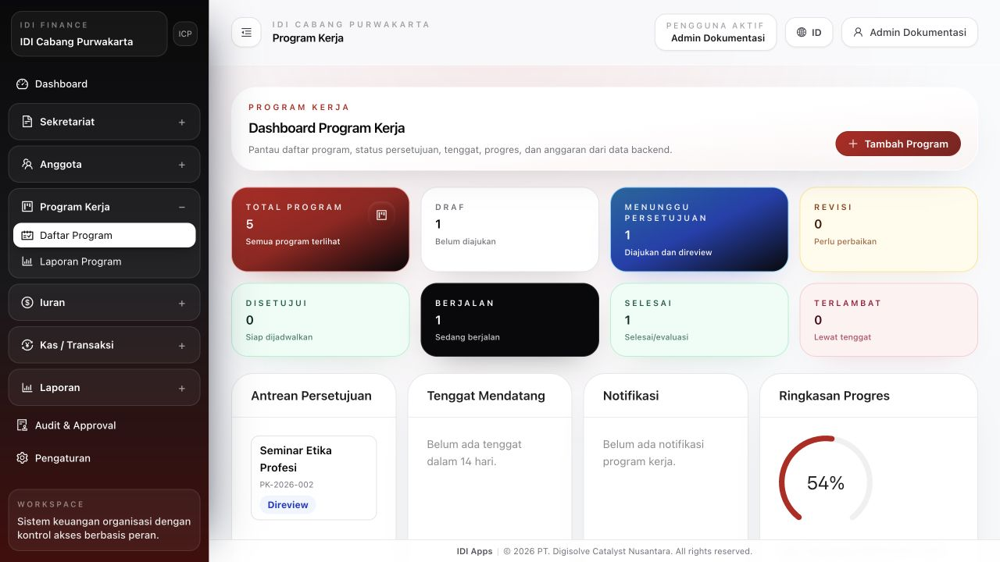 IDI FINANCE
IDI Cabang Purwakarta
ICP
Dashboard
Sekretariat
+
Anggota
+
Program Kerja
−
Daftar Program
Laporan Program
Iuran
+
Kas / Transaksi
+
Laporan
+
Audit & Approval
Pengaturan
WORKSPACE
Sistem keuangan organisasi dengan
kontrol akses berbasis peran.
IDI CABANG PURWAKARTA
Program Kerja
PENGGUNA AKTIF
Admin Dokumentasi
ID
Admin Dokumentasi
PROGRAM KERJA
Dashboard Program Kerja
Pantau daftar program, status persetujuan, tenggat, progres, dan anggaran dari data backend.
+ Tambah Program
TOTAL PROGRAM
5
Semua program terlihat
DRAF
1
Belum diajukan
MENUNGGU
PERSETUJUAN
1
Diajukan dan direview
REVISI
0
Perlu perbaikan
DISETUJUI
0
Siap dijadwalkan
BERJALAN
1
Sedang berjalan
SELESAI
1
Selesai/evaluasi
TERLAMBAT
0
Lewat tenggat
Antrean Persetujuan
Seminar Etika
Profesi
PK-2026-002
Direview
Tenggat Mendatang
Belum ada tenggat
dalam 14 hari.
Notifikasi
Belum ada notifikasi
program kerja.
Ringkasan Progres
54%
IDI Apps | © 2026 PT. Digisolve Catalyst Nusantara. All rights reserved.